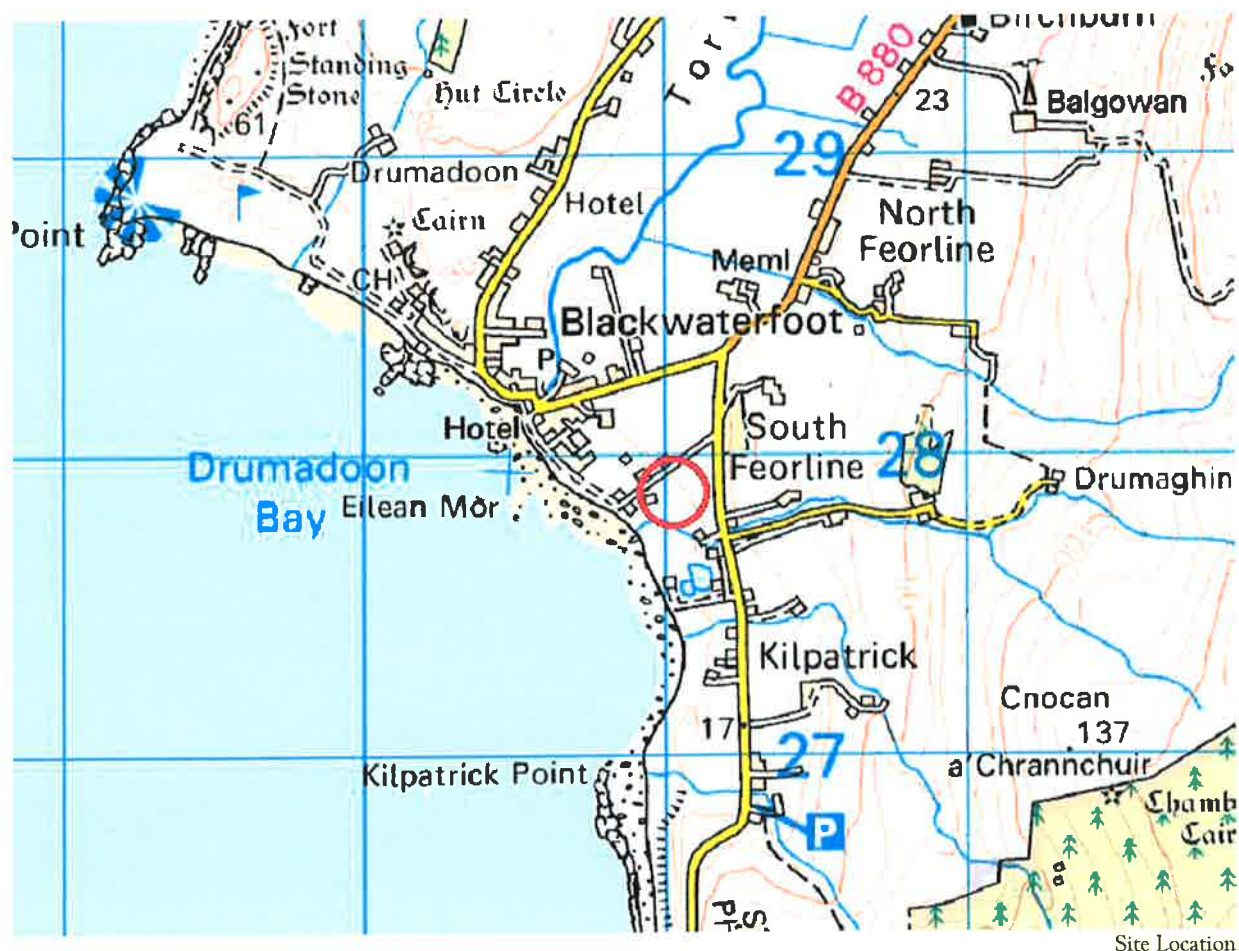 Fort
Standing
Stone
61
Hut Circle
Tor
B 880
23
Balgowan
29
Drumadoon
Hotel
Point
Cairn
CH
North
Feorline
Meml
Blackwaterfoot
P
Hotel
South
Feorline
28
Drumadoon
Bay
Eilean Mòr
Drumaghin
Kilpatrick
17
27
Cnocan
137
a' Chrannchuir
Kilpatrick Point
P
Chamb
Cair
Site Location